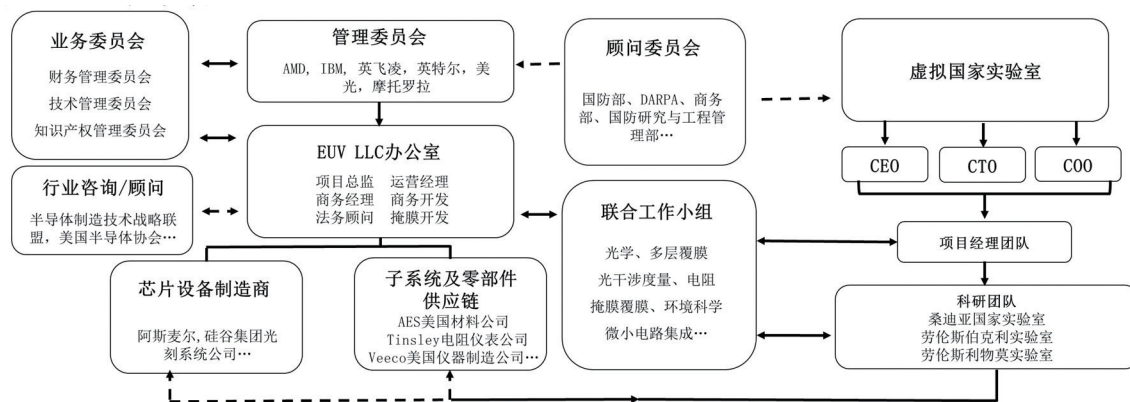 业务委员会
财务管理委员会
技术管理委员会
知识产权管理委员会
管理委员会
AMD, IBM, 英飞凌, 英特尔, 美
光, 摩托罗拉
顾问委员会
国防部、DARPA、商务
部、国防研究与工程管
理部…
虚拟国家实验室
CEO
CTO
COO
EUV LLC办公室
项目总监 运营经理
商务经理 商务开发
法务顾问 掩膜开发
行业咨询/顾问
半导体制造技术战略联
盟, 美国半导体协会…
联合工作小组
光学、多层覆膜
光干涉度量、电阻
掩膜覆膜、环境科学
微小电路集成…
项目经理团队
芯片设备制造商
阿斯麦尔, 硅谷集团光
刻系统公司…
子系统及零部件
供应链
AES美国材料公司
Tinsley电阻仪表公司
Veeco美国仪器制造公司…
科研团队
桑迪亚国家实验室
劳伦斯伯克利实验室
劳伦斯利物莫实验室